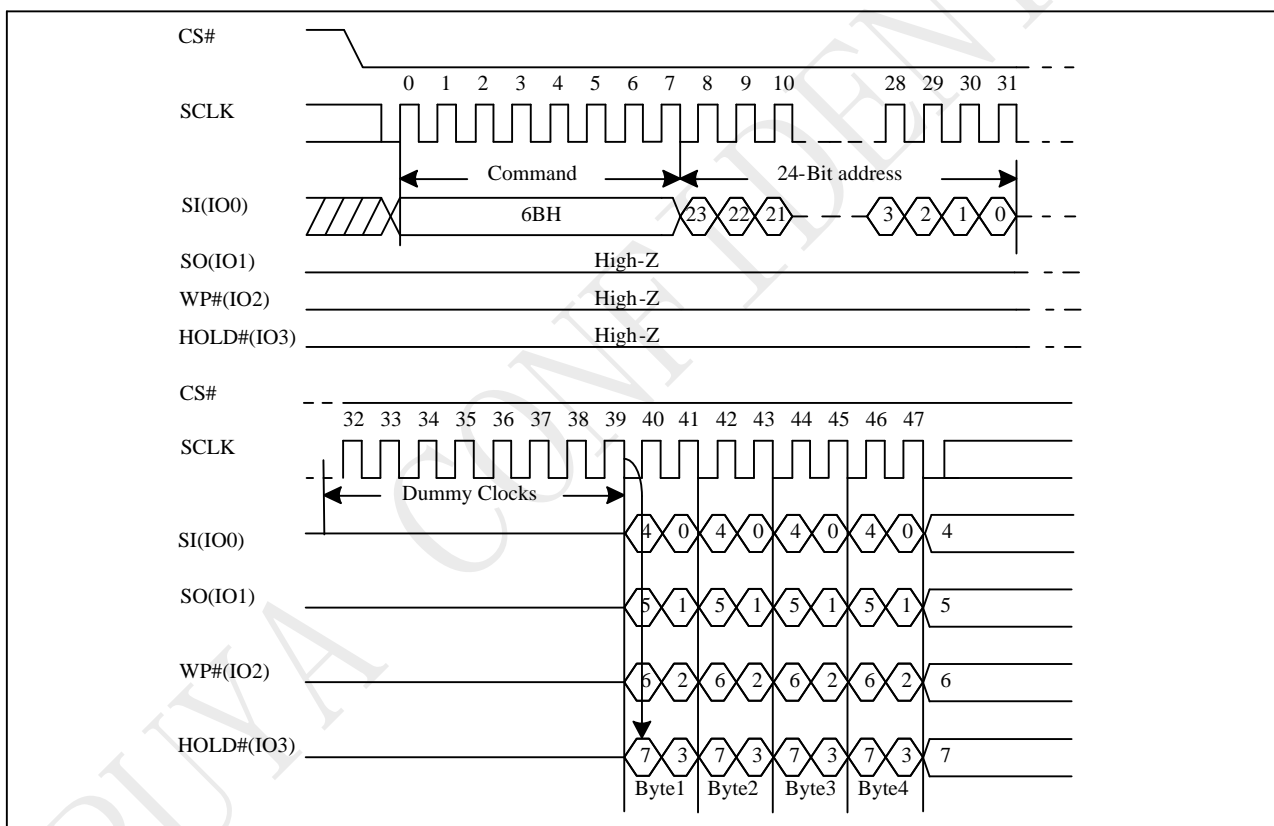 CS#
0 1 2 3 4 5 6 7 8 9 10 28 29 30 31
SCLK
Command 24-Bit address
SI(IO0) 6BH 23 22 21 3 2 1 0
SO(IO1) High-Z
WP#(IO2) High-Z
HOLD#(IO3) High-Z
CS#
32 33 34 35 36 37 38 39 40 41 42 43 44 45 46 47
SCLK
Dummy Clocks
SI(IO0) 4 0 4 0 4 0 4 0 4
SO(IO1) 5 1 5 1 5 1 5 1 5
WP#(IO2) 6 2 6 2 6 2 6 2 6
HOLD#(IO3) 7 3 7 3 7 3 7 3 7
Byte1 Byte2 Byte3 Byte4
PUYA CONFIDENT